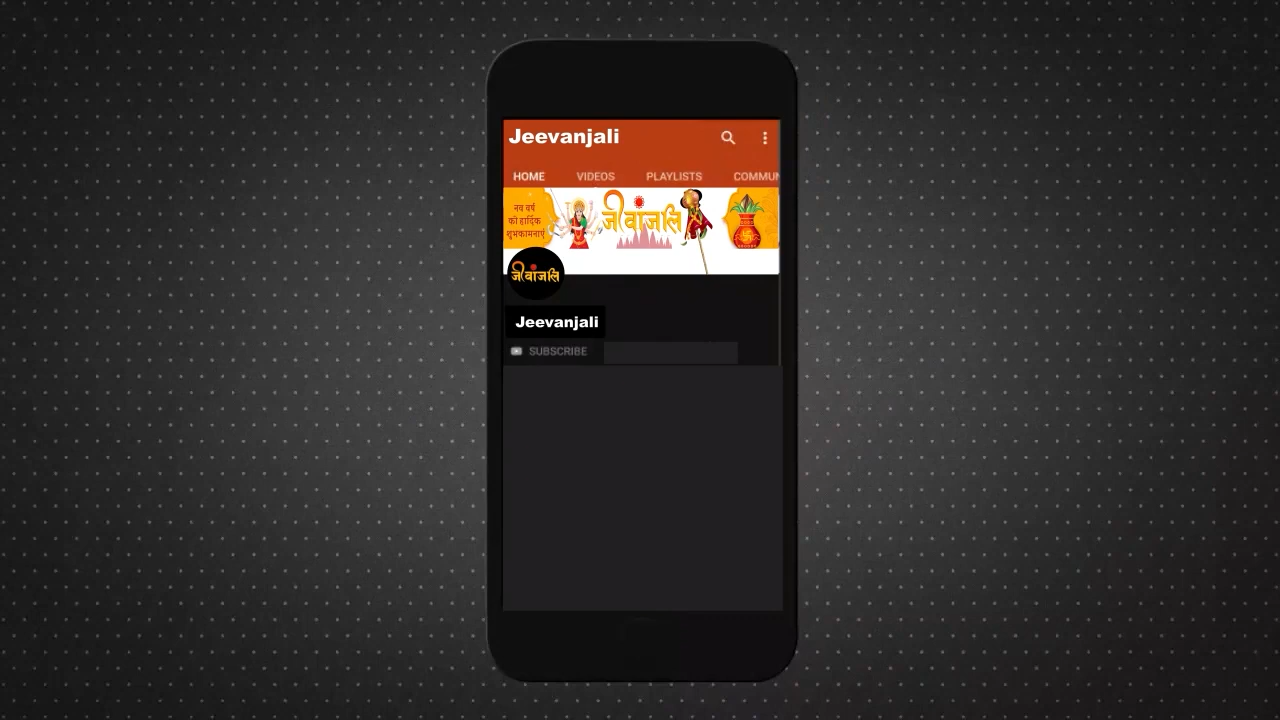 Jeevanjali
HOME VIDEOS PLAYLISTS COMMUN
नव वर्ष
की हार्दिक
शुभकामनाएं
जीवांजलि
जीवांजलि
Jeevanjali
SUBSCRIBE